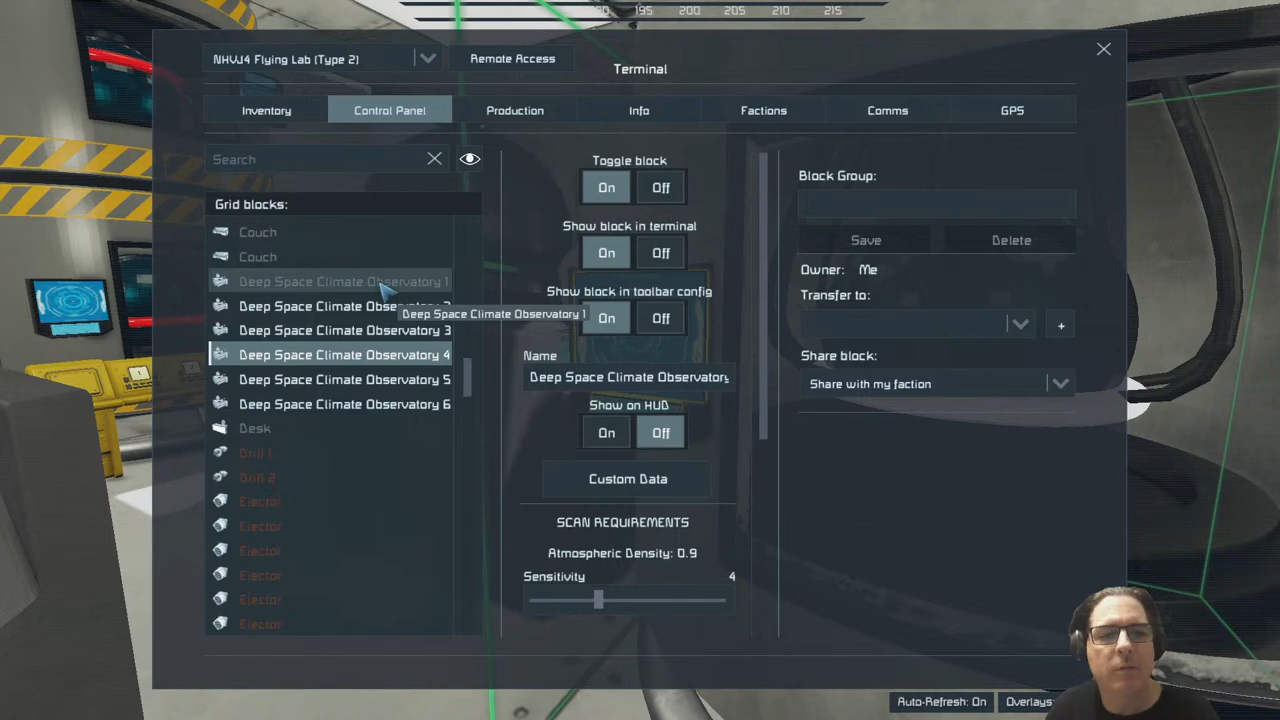 195 200 205 210 215
NHVJ4 Flying Lab (Type 2)
Remote Access
Terminal
Inventory
Control Panel
Production
Info
Factions
Comms
GPS
Search
Grid blocks:
Couch
Couch
Deep Space Climate Observatory 1
Deep Space Climate Observatory 2
Deep Space Climate Observatory 1
Deep Space Climate Observatory 3
Deep Space Climate Observatory 4
Deep Space Climate Observatory 5
Deep Space Climate Observatory 6
Desk
Drill 1
Drill 2
Ejector
Ejector
Ejector
Ejector
Ejector
Ejector
Toggle block
On Off
Show block in terminal
On Off
Show block in toolbar config
On Off
Name
Deep Space Climate Observatory
Show on HUD
On Off
Custom Data
SCAN REQUIREMENTS
Atmospheric Density: 0.9
Sensitivity 4
Block Group:
Save Delete
Owner: Me
Transfer to:
+
Share block:
Share with my faction
Auto-Refresh: On
Overlays: